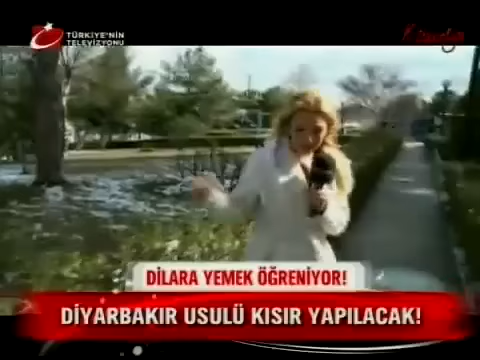 TÜRKİYE'NİN
TELEVİZYONU
DİLARA YEMEK ÖĞRENİYOR!
DİYARBAKIR USULÜ KISIR YAPILACAK!